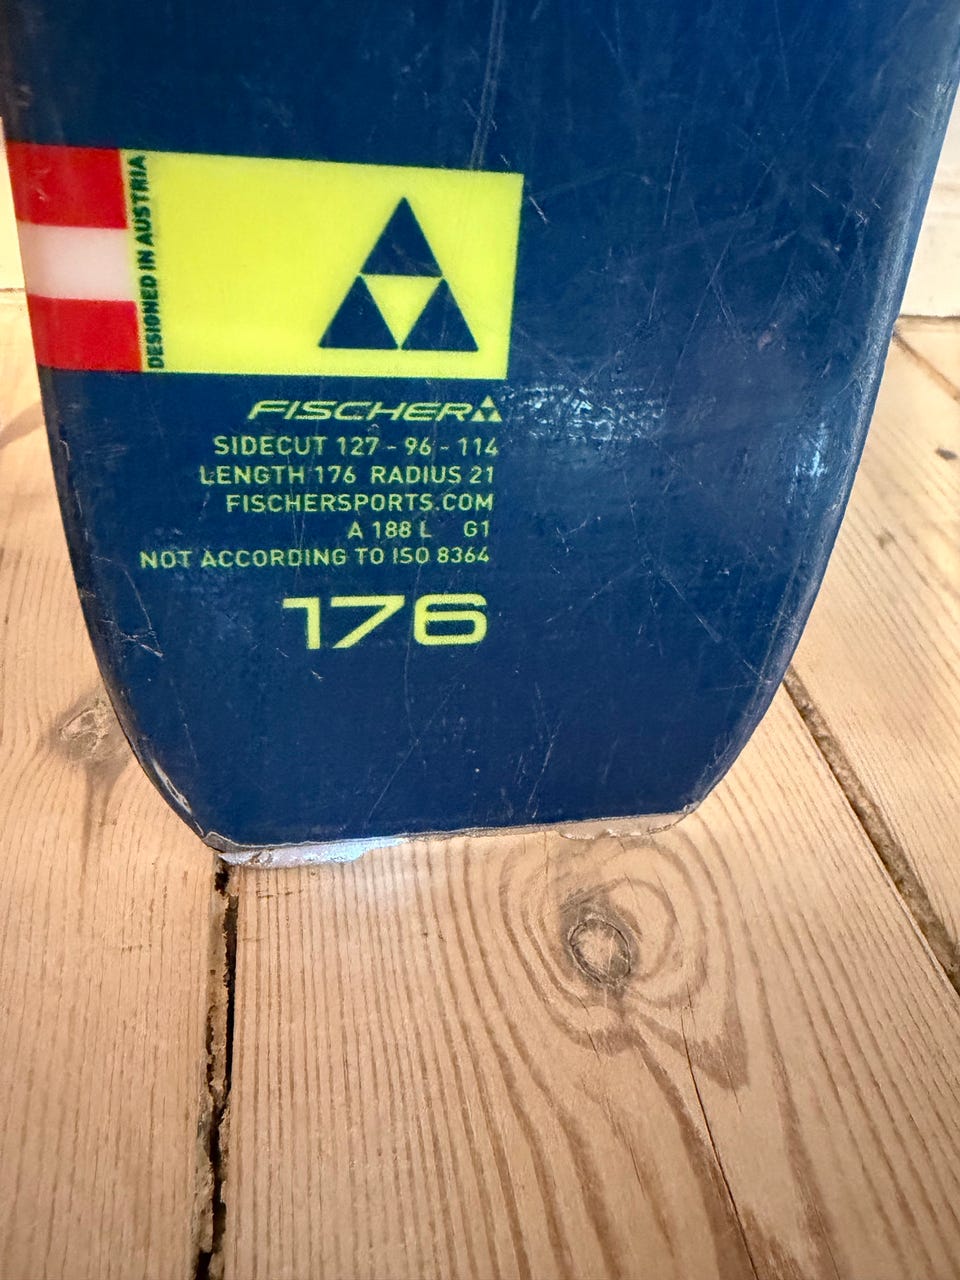 DESIGNED IN AUSTRIA
FISCHER
SIDECUT 127 - 96 - 114
LENGTH 176 RADIUS 21
FISCHERSPORTS.COM
A 188 L G1
NOT ACCORDING TO ISO 8364
176